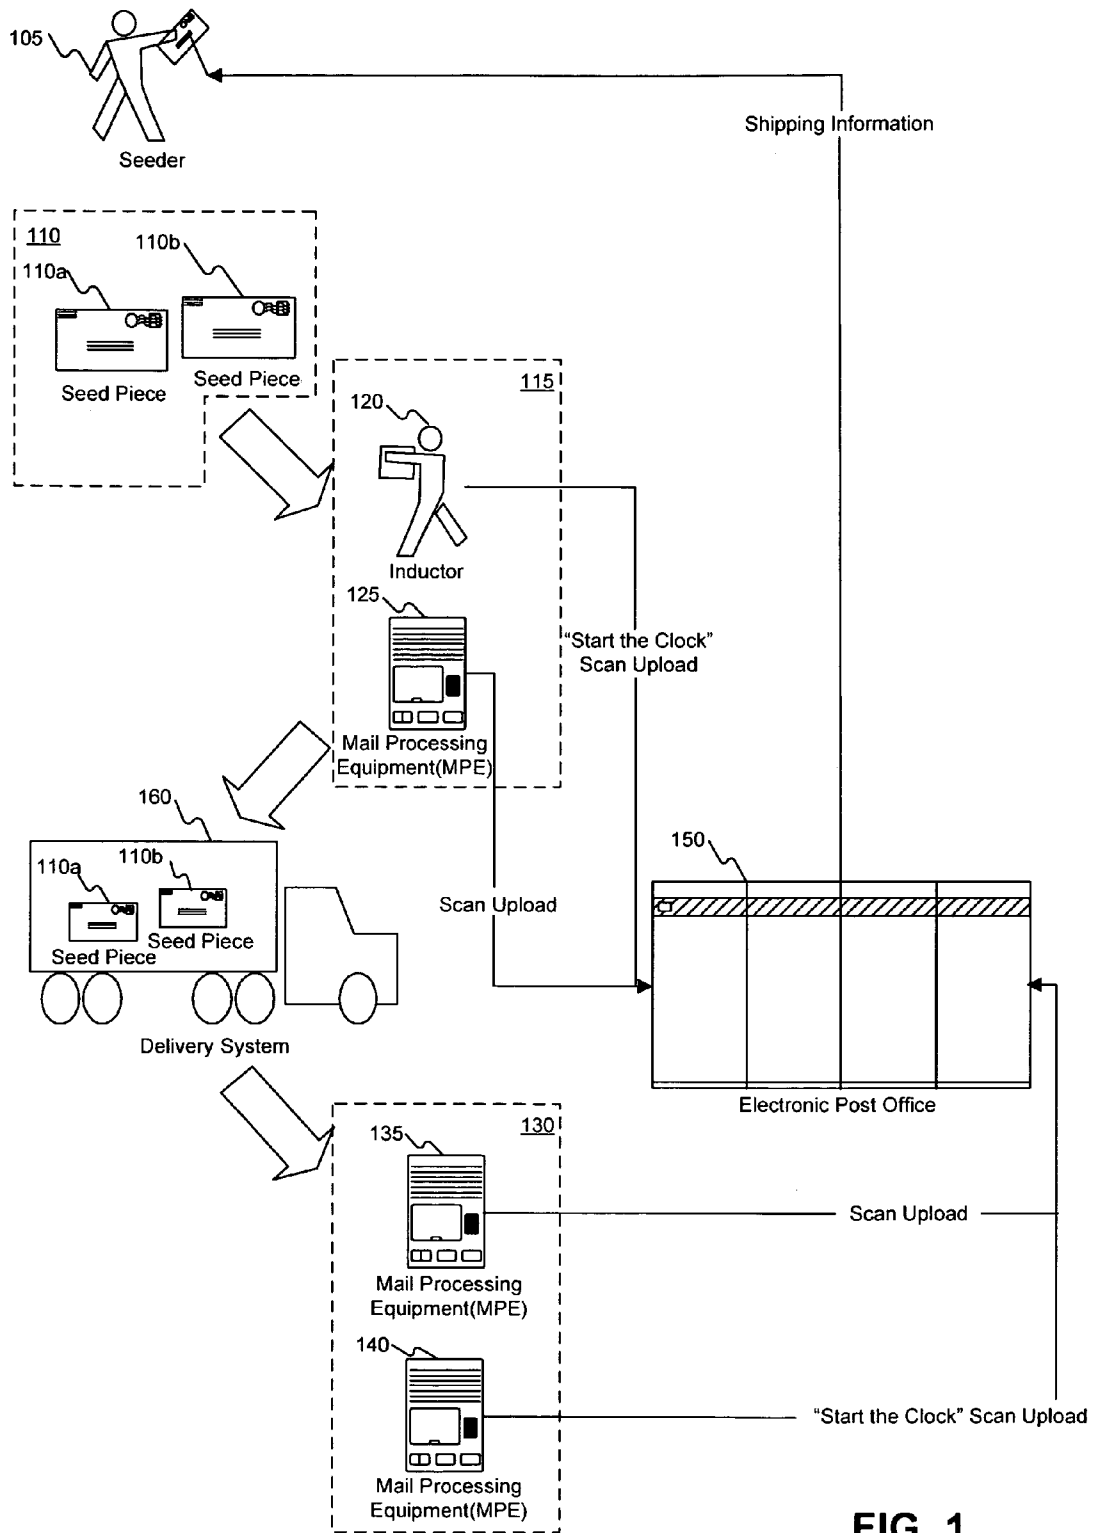 105
Seeder
Shipping Information
110
110b
110a
Seed Piece
Seed Piece
115
120
Inductor
125
"Start the Clock"
Scan Upload
Mail Processing
Equipment(MPE)
160
110a
110b
Seed Piece
Seed Piece
Delivery System
Scan Upload
150
Electronic Post Office
130
135
Scan Upload
Mail Processing
Equipment(MPE)
140
"Start the Clock" Scan Upload
Mail Processing
Equipment(MPE)
FIG. 1